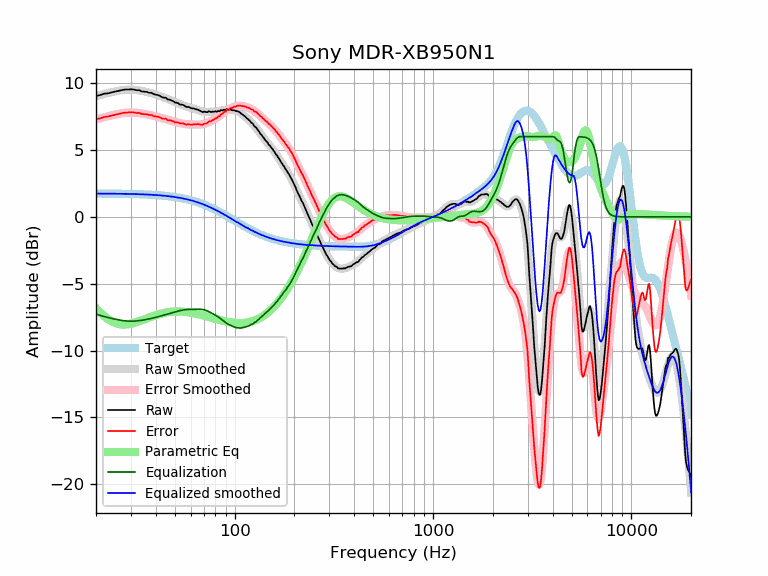 Sony MDR-XB950N1
10
5
0
−5
−10
−15
−20
Amplitude (dBr)
Target
Raw Smoothed
Error Smoothed
Raw
Error
Parametric Eq
Equalization
Equalized smoothed
100
1000
10000
Frequency (Hz)